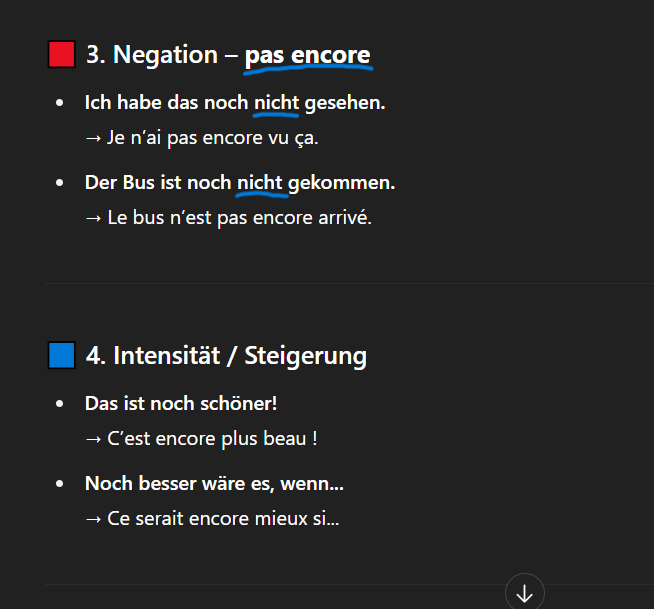 3. Negation – pas encore
• Ich habe das noch nicht gesehen.
→ Je n’ai pas encore vu ça.
• Der Bus ist noch nicht gekommen.
→ Le bus n’est pas encore arrivé.
4. Intensität / Steigerung
• Das ist noch schöner!
→ C’est encore plus beau !
• Noch besser wäre es, wenn...
→ Ce serait encore mieux si...